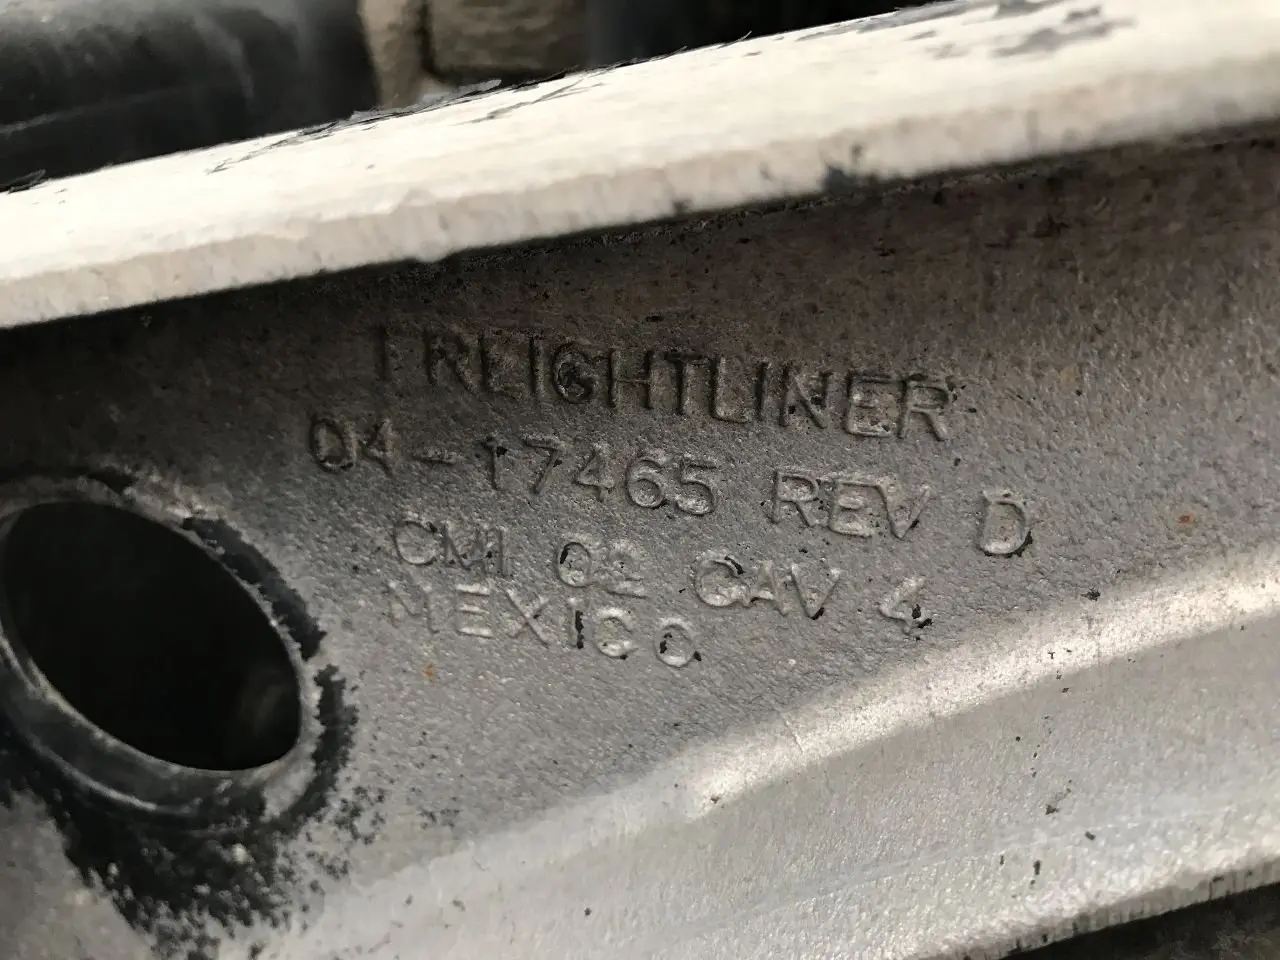 FREIGHTLINER
04-17465 REV D
CMI 02 CAV 4
MEXICO